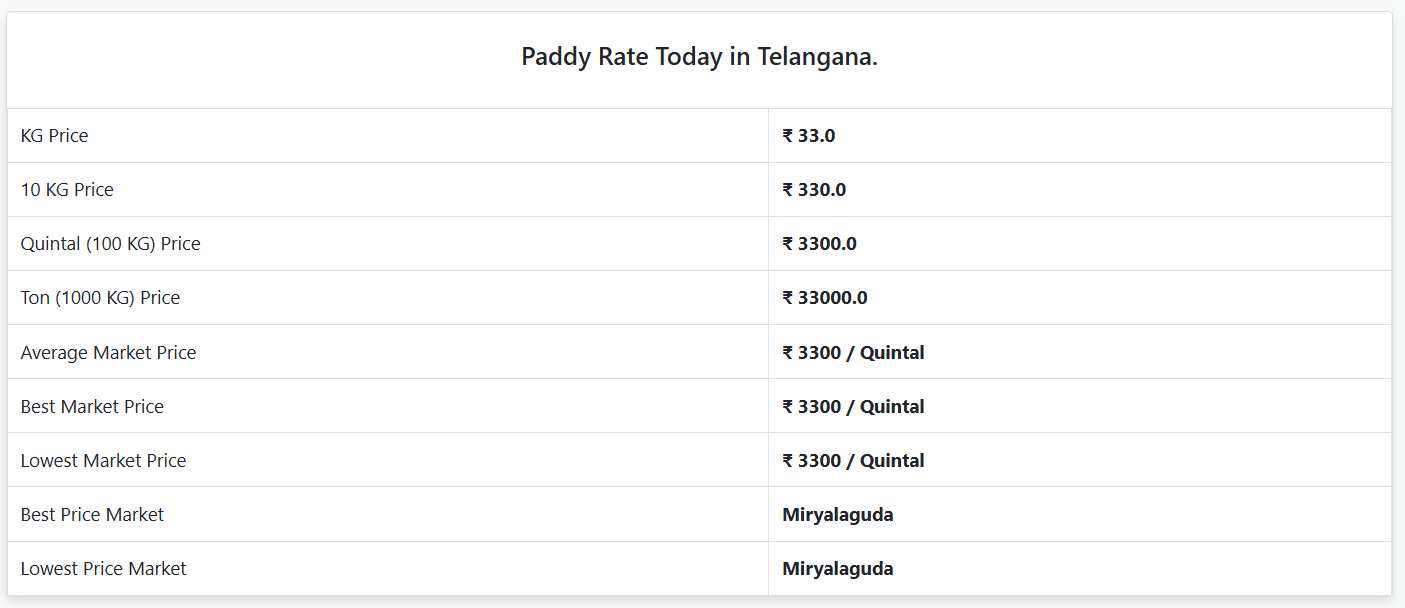 Paddy Rate Today in Telangana.
KG Price ₹ 33.0
10 KG Price ₹ 330.0
Quintal (100 KG) Price ₹ 3300.0
Ton (1000 KG) Price ₹ 33000.0
Average Market Price ₹ 3300 / Quintal
Best Market Price ₹ 3300 / Quintal
Lowest Market Price ₹ 3300 / Quintal
Best Price Market Miryalaguda
Lowest Price Market Miryalaguda